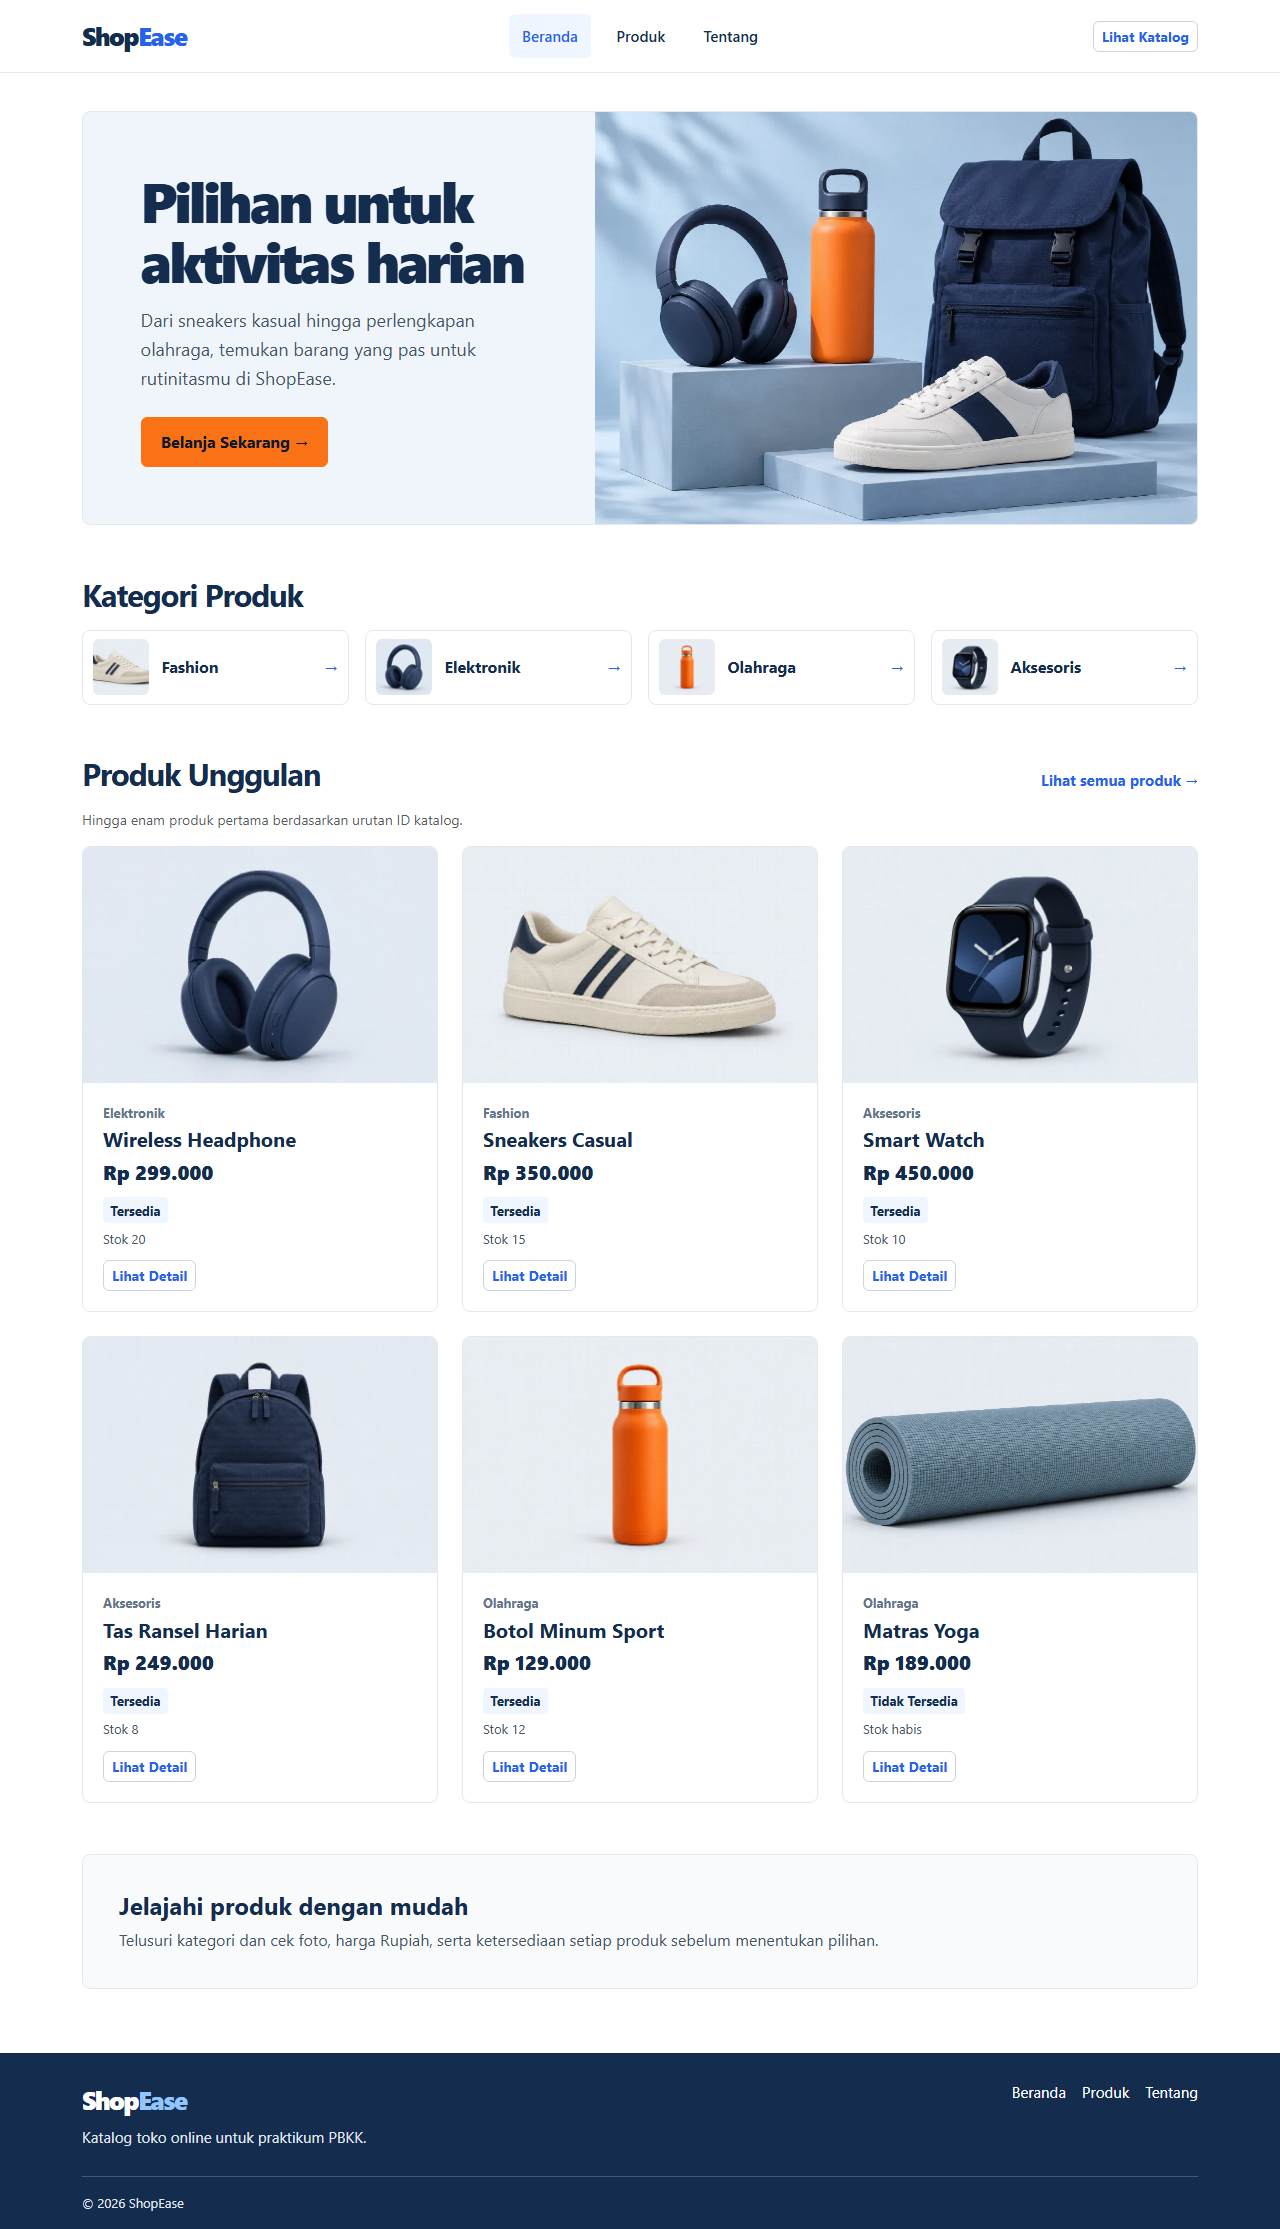 ShopEase
Beranda
Produk
Tentang
Lihat Katalog
Pilihan untuk
aktivitas harian
Dari sneakers kasual hingga perlengkapan
olahraga, temukan barang yang pas untuk
rutinitasmu di ShopEase.
Belanja Sekarang →
Kategori Produk
Fashion →
Elektronik →
Olahraga →
Aksesoris →
Produk Unggulan
Lihat semua produk →
Hingga enam produk pertama berdasarkan urutan ID katalog.
Elektronik
Wireless Headphone
Rp 299.000
Tersedia
Stok 20
Lihat Detail
Fashion
Sneakers Casual
Rp 350.000
Tersedia
Stok 15
Lihat Detail
Aksesoris
Smart Watch
Rp 450.000
Tersedia
Stok 10
Lihat Detail
Aksesoris
Tas Ransel Harian
Rp 249.000
Tersedia
Stok 8
Lihat Detail
Olahraga
Botol Minum Sport
Rp 129.000
Tersedia
Stok 12
Lihat Detail
Olahraga
Matras Yoga
Rp 189.000
Tidak Tersedia
Stok habis
Lihat Detail
Jelajahi produk dengan mudah
Telusuri kategori dan cek foto, harga Rupiah, serta ketersediaan setiap produk sebelum menentukan pilihan.
ShopEase
Katalog toko online untuk praktikum PBKK.
Beranda
Produk
Tentang
© 2026 ShopEase